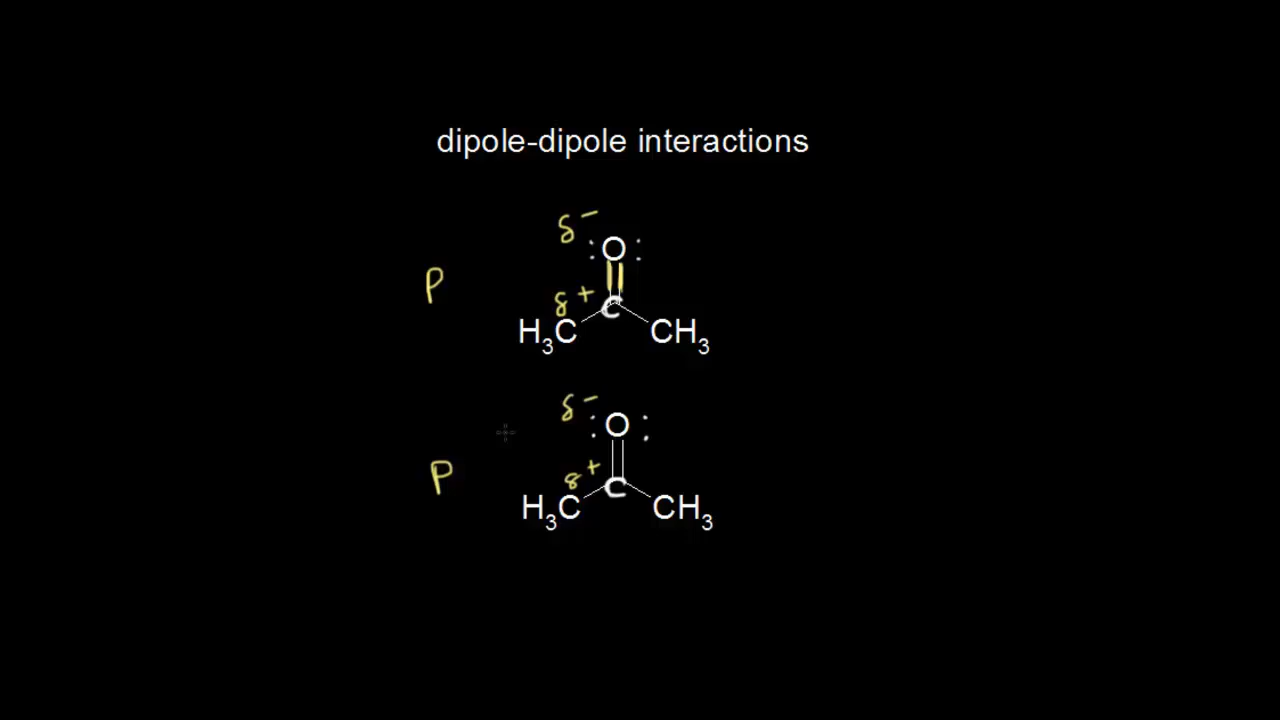 dipole-dipole interactions
δ-
:O:
P
δ+
C
H3C CH3
δ-
:O:
P
δ+
C
H3C CH3